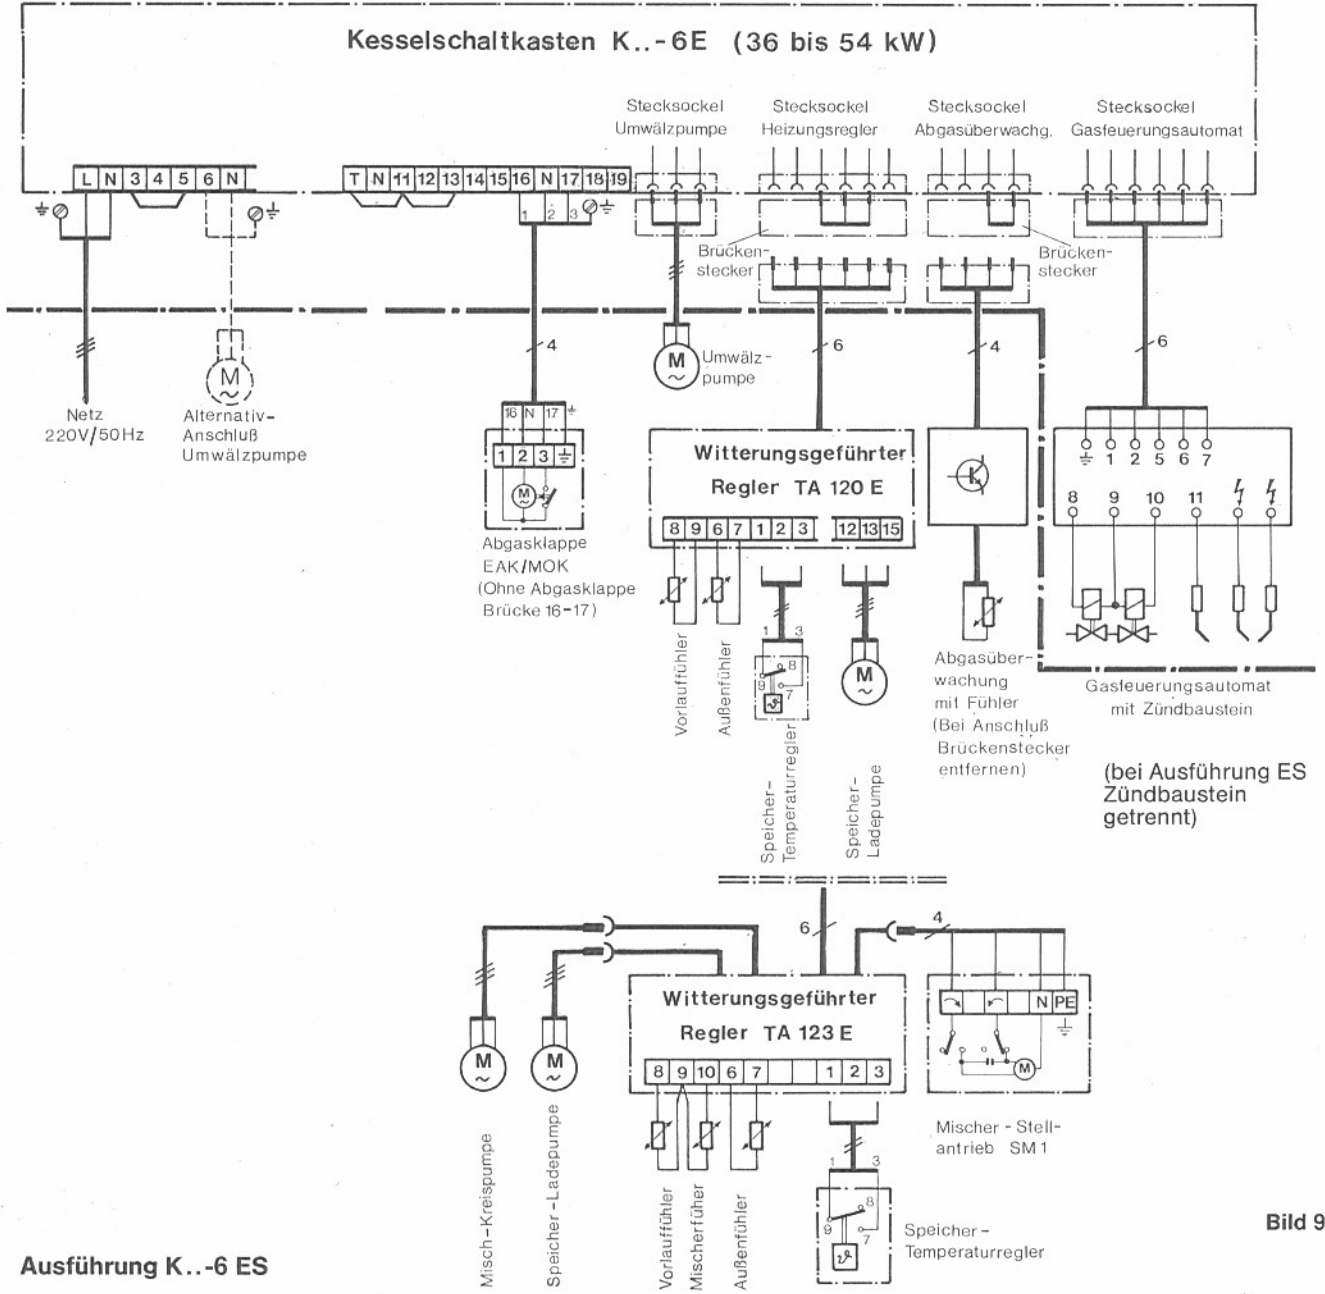 Kesselschaltkasten K..-6E (36 bis 54 kW)
Stecksockel
Umwälzpumpe
Stecksockel
Heizungsregler
Stecksockel
Abgasüberwachg.
Stecksockel
Gasfeuerungsautomat
L N 3 4 5 6 N
T N 11 12 13 14 15 16 N 17 18 19
1 2 3
Brücken-
stecker
Brücken-
stecker
4
6
4
6
Netz
220V/50Hz
M
~
Alternativ-
Anschluß
Umwälzpumpe
M
~
Umwälz-
pumpe
16 N 17
1 2 3
M
Abgasklappe
EAK/MOK
(Ohne Abgasklappe
Brücke 16-17)
Witterungsgeführter
Regler TA 120 E
8 9 6 7 1 2 3 12 13 15
Vorlauffühler
Außenfühler
1 3
8
9 7
ϑ
Speicher-
Temperaturregler
M
~
Speicher-
Ladepumpe
Abgasüber-
wachung
mit Fühler
(Bei Anschluß
Brückenstecker
entfernen)
1 2 5 6 7
8 9 10 11
Gasfeuerungsautomat
mit Zündbaustein
(bei Ausführung ES
Zündbaustein
getrennt)
6
4
Witterungsgeführter
Regler TA 123 E
8 9 10 6 7 1 2 3
M
~
Misch-Kreispumpe
M
~
Speicher-Ladepumpe
Vorlauffühler
Mischerfüher
Außenfühler
1 3
8
9 7
ϑ
Speicher-
Temperaturregler
N PE
M
Mischer-Stell-
antrieb SM1
Bild 9
Ausführung K..-6 ES